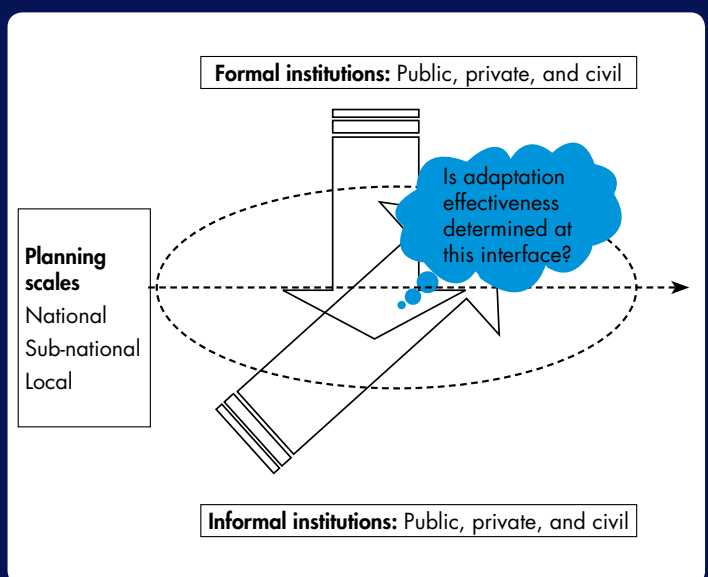 Formal institutions: Public, private, and civil
Is adaptation
effectiveness
determined at
this interface?
Planning
scales
National
Sub-national
Local
Informal institutions: Public, private, and civil